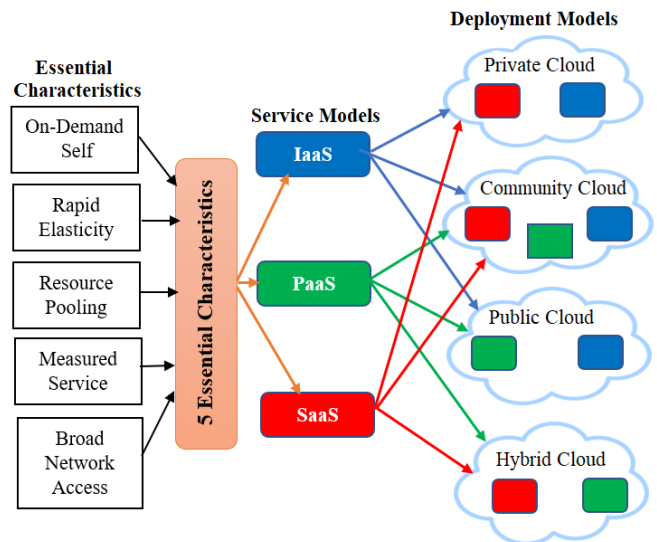 Deployment Models
Essential
Characteristics
On-Demand
Self
Rapid
Elasticity
Resource
Pooling
Measured
Service
Broad
Network
Access
5 Essential Characteristics
Service Models
IaaS
PaaS
SaaS
Private Cloud
Community Cloud
Public Cloud
Hybrid Cloud